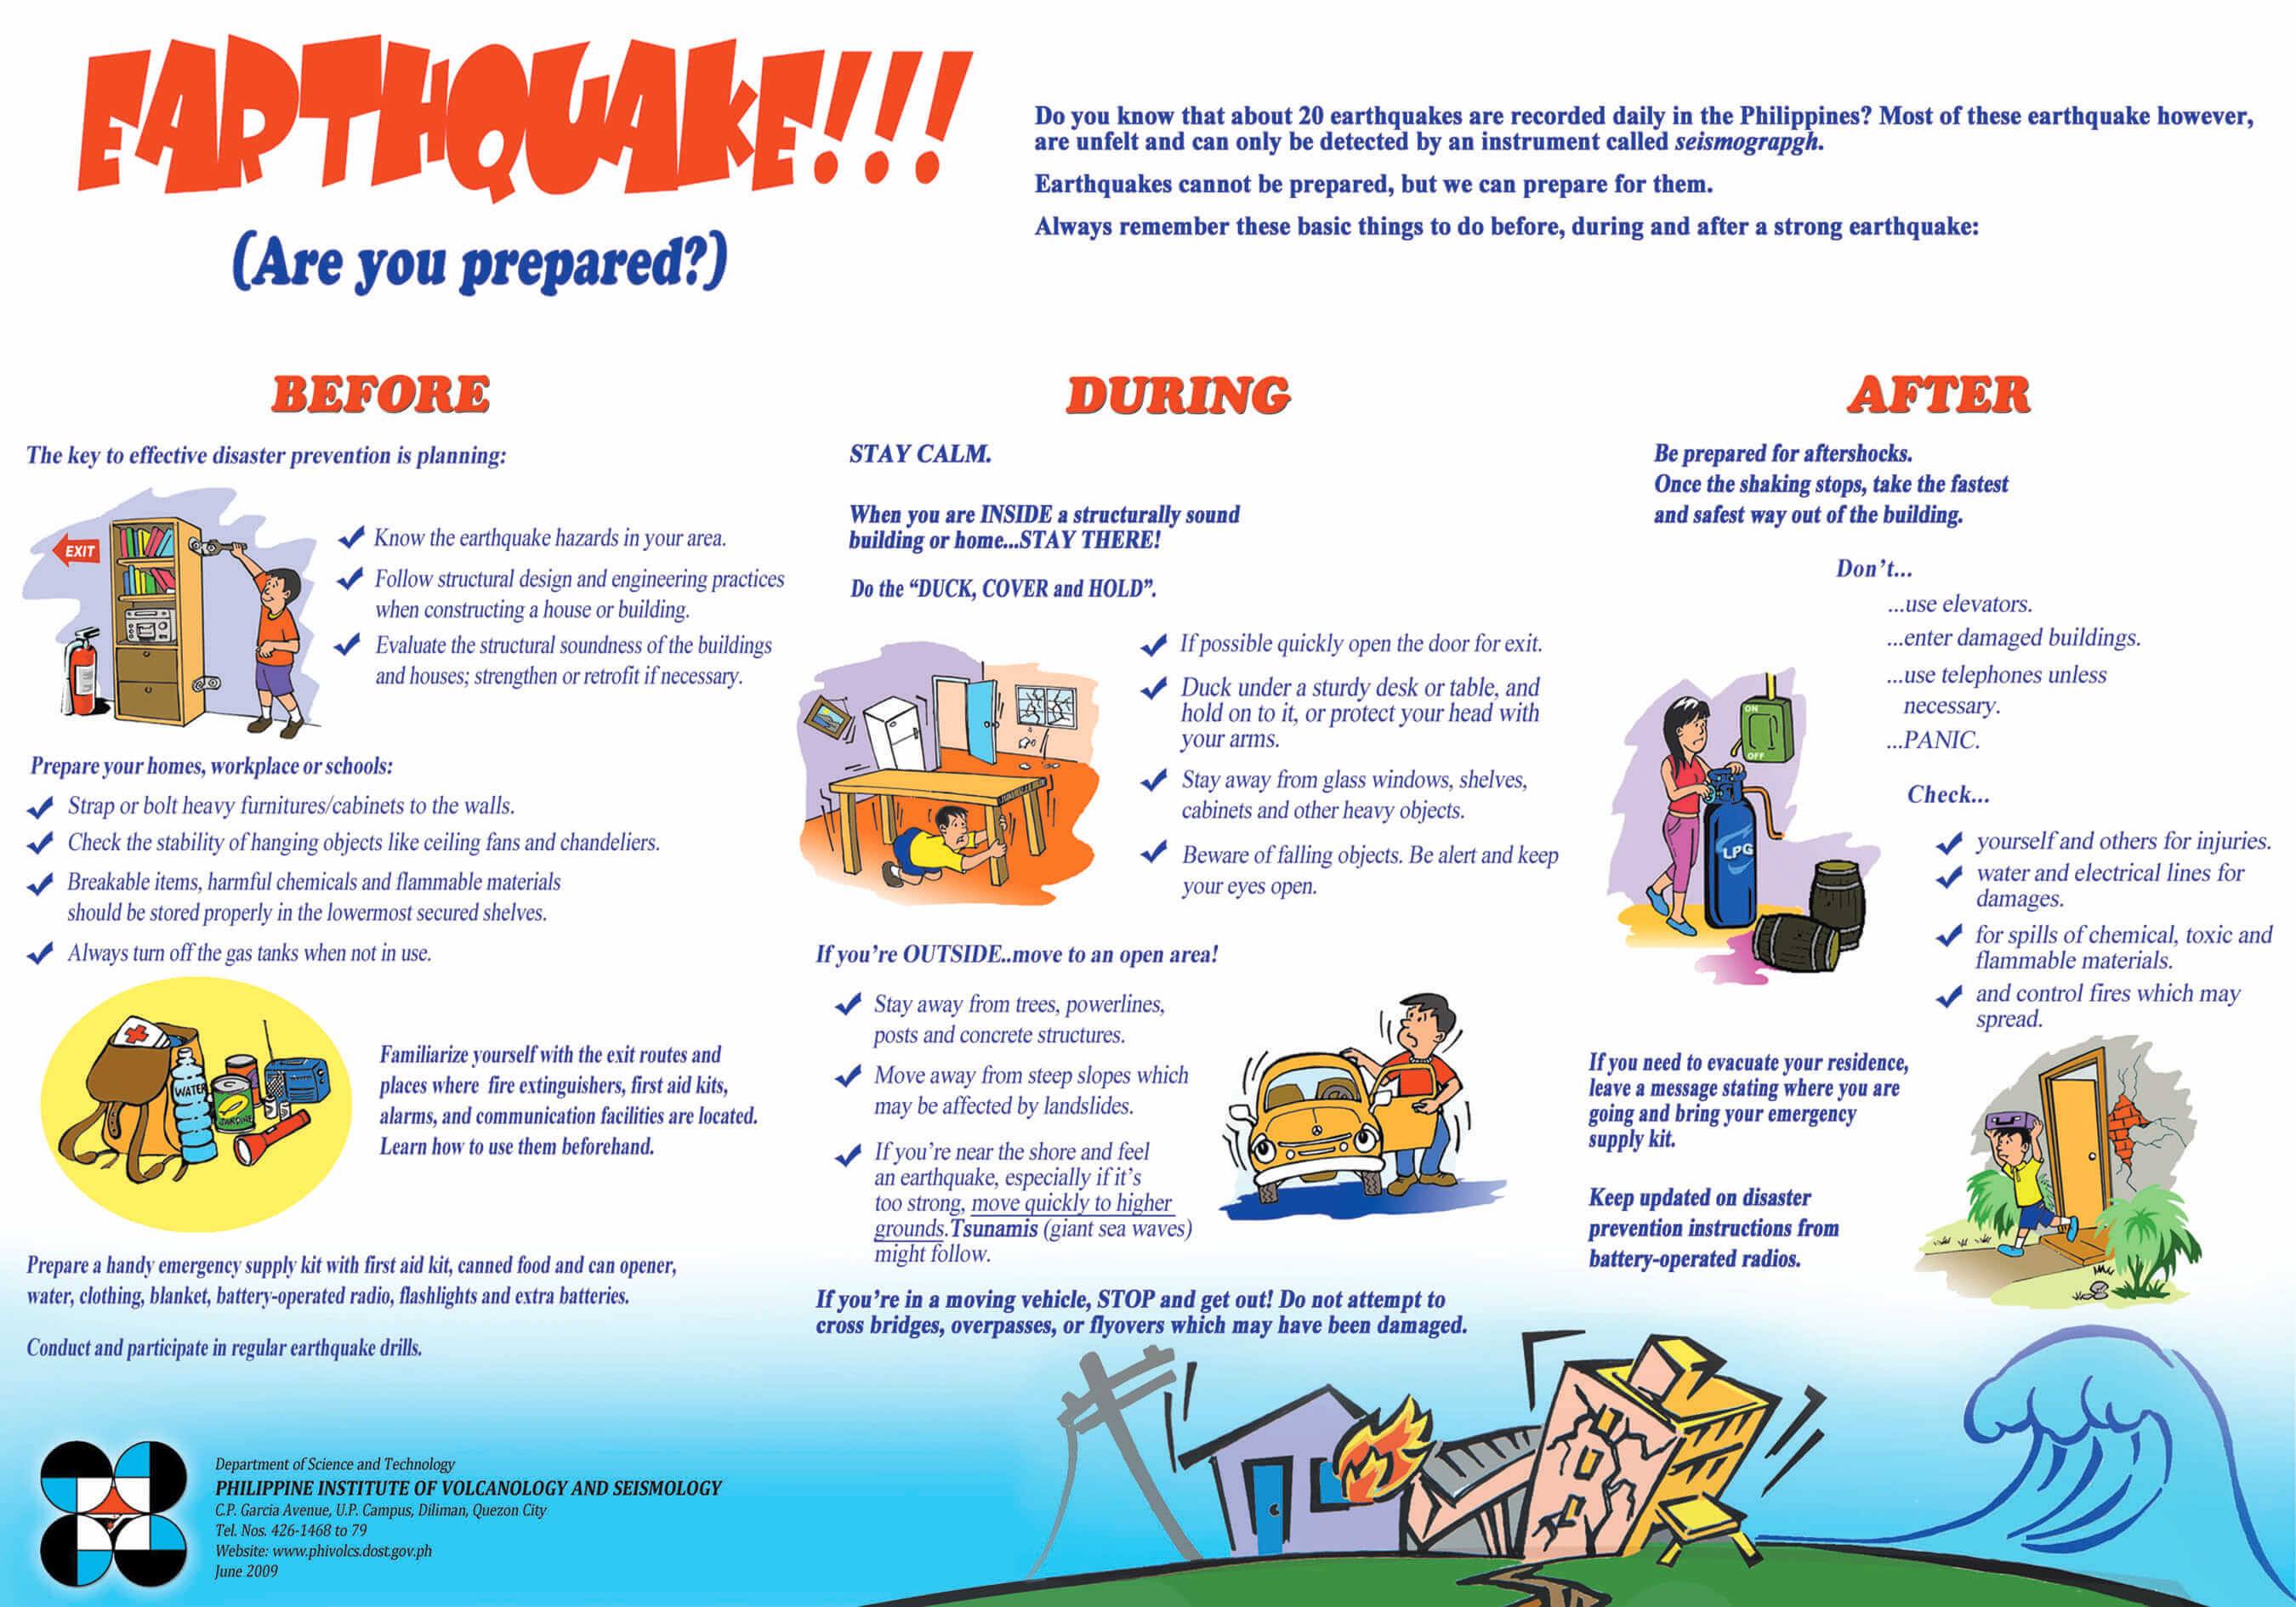 EARTHQUAKE!!!
(Are you prepared?)
Do you know that about 20 earthquakes are recorded daily in the Philippines? Most of these earthquake however,
are unfelt and can only be detected by an instrument called seismograpgh.
Earthquakes cannot be prepared, but we can prepare for them.
Always remember these basic things to do before, during and after a strong earthquake:
BEFORE
The key to effective disaster prevention is planning:
EXIT
Know the earthquake hazards in your area.
Follow structural design and engineering practices
when constructing a house or building.
Evaluate the structural soundness of the buildings
and houses; strengthen or retrofit if necessary.
Prepare your homes, workplace or schools:
Strap or bolt heavy furnitures/cabinets to the walls.
Check the stability of hanging objects like ceiling fans and chandeliers.
Breakable items, harmful chemicals and flammable materials
should be stored properly in the lowermost secured shelves.
Always turn off the gas tanks when not in use.
WATER
SARDINE
Familiarize yourself with the exit routes and
places where fire extinguishers, first aid kits,
alarms, and communication facilities are located.
Learn how to use them beforehand.
Prepare a handy emergency supply kit with first aid kit, canned food and can opener,
water, clothing, blanket, battery-operated radio, flashlights and extra batteries.
Conduct and participate in regular earthquake drills.
DURING
STAY CALM.
When you are INSIDE a structurally sound
building or home...STAY THERE!
Do the “DUCK, COVER and HOLD”.
If possible quickly open the door for exit.
Duck under a sturdy desk or table, and
hold on to it, or protect your head with
your arms.
Stay away from glass windows, shelves,
cabinets and other heavy objects.
Beware of falling objects. Be alert and keep
your eyes open.
If you’re OUTSIDE..move to an open area!
Stay away from trees, powerlines,
posts and concrete structures.
Move away from steep slopes which
may be affected by landslides.
If you’re near the shore and feel
an earthquake, especially if it’s
too strong, move quickly to higher
grounds.Tsunamis (giant sea waves)
might follow.
If you’re in a moving vehicle, STOP and get out! Do not attempt to
cross bridges, overpasses, or flyovers which may have been damaged.
AFTER
Be prepared for aftershocks.
Once the shaking stops, take the fastest
and safest way out of the building.
Don’t...
...use elevators.
...enter damaged buildings.
...use telephones unless
necessary.
...PANIC.
ON
OFF
LPG
Check...
yourself and others for injuries.
water and electrical lines for
damages.
for spills of chemical, toxic and
flammable materials.
and control fires which may
spread.
If you need to evacuate your residence,
leave a message stating where you are
going and bring your emergency
supply kit.
Keep updated on disaster
prevention instructions from
battery-operated radios.
Department of Science and Technology
PHILIPPINE INSTITUTE OF VOLCANOLOGY AND SEISMOLOGY
C.P. Garcia Avenue, U.P. Campus, Diliman, Quezon City
Tel. Nos. 426-1468 to 79
Website: www.phivolcs.dost.gov.ph
June 2009